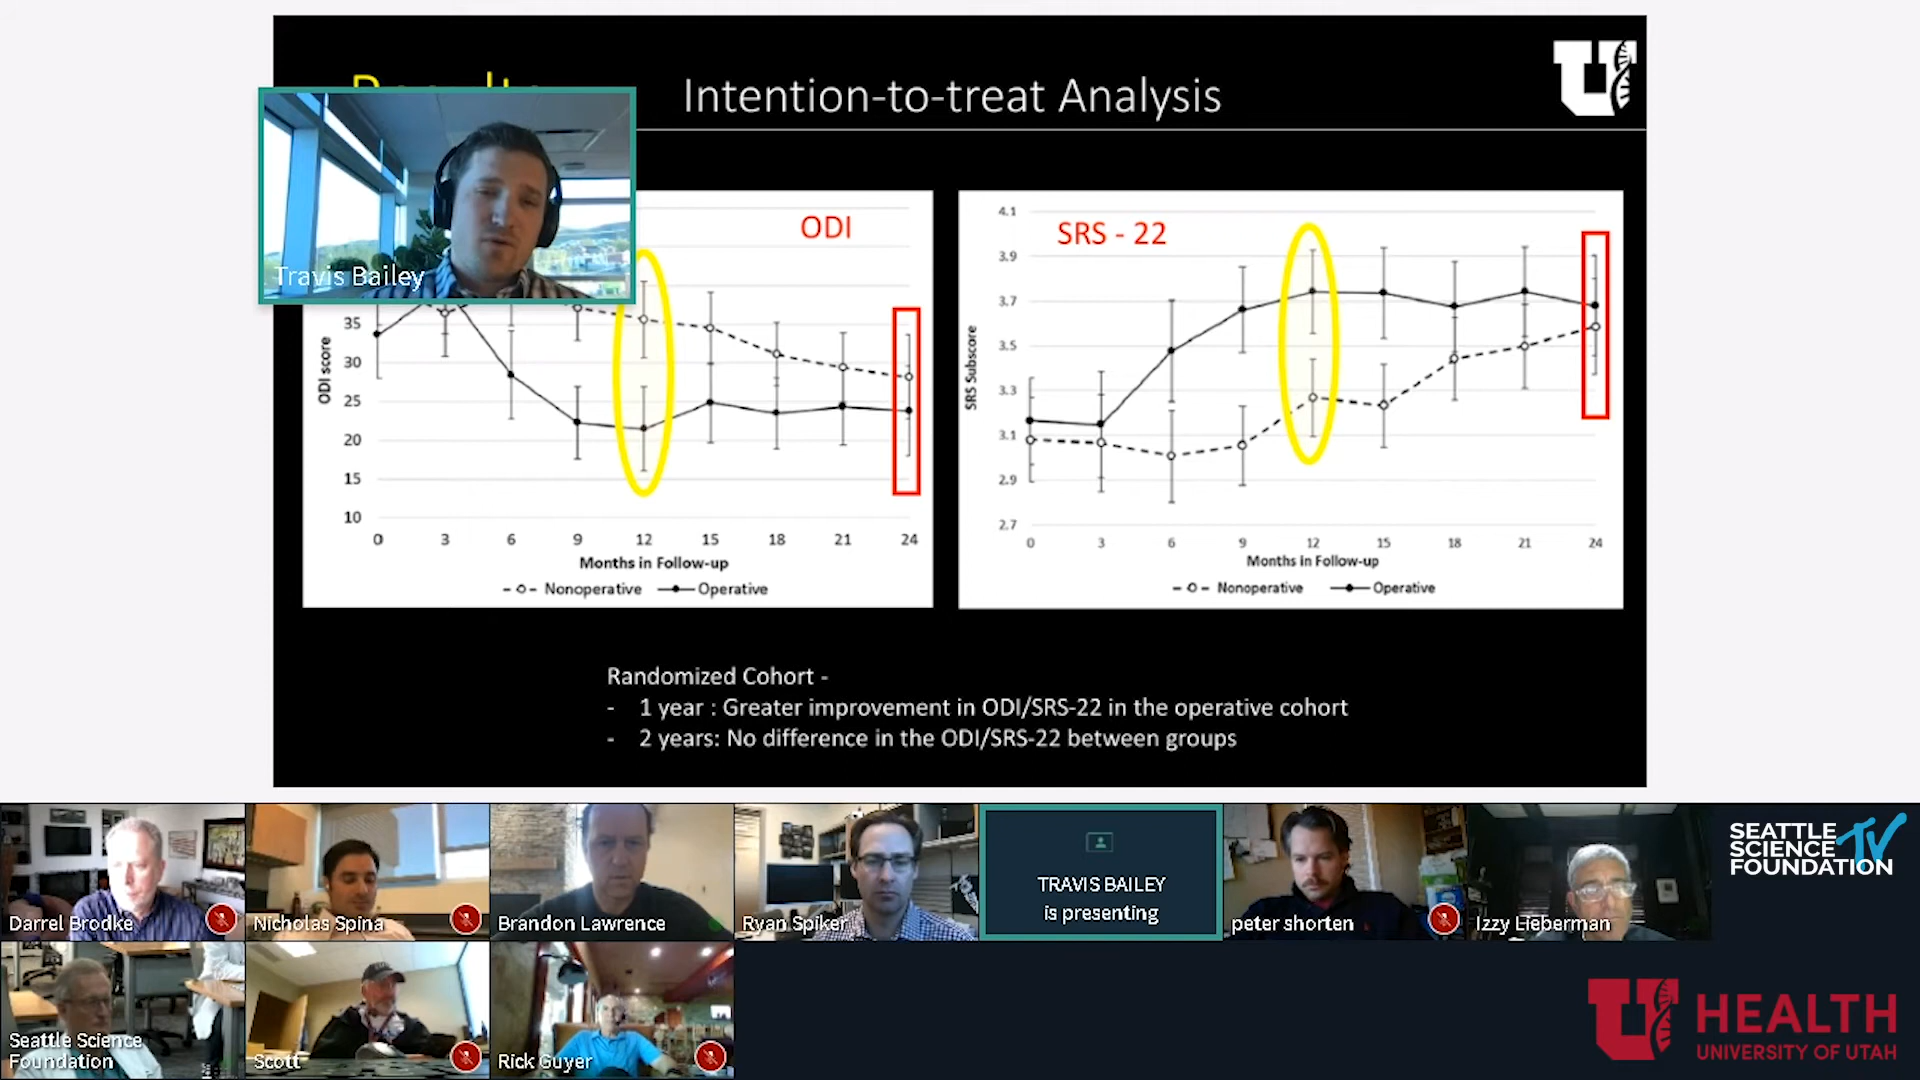 Results
Intention-to-treat Analysis
U
Travis Bailey
ODI
35
30
25
20
15
10
ODI score
0 3 6 9 12 15 18 21 24
Months in Follow-up
Nonoperative Operative
SRS - 22
4.1
3.9
3.7
3.5
3.3
3.1
2.9
2.7
SRS Subscore
0 3 6 9 12 15 18 21 24
Months in Follow-up
Nonoperative Operative
Randomized Cohort -
- 1 year : Greater improvement in ODI/SRS-22 in the operative cohort
- 2 years: No difference in the ODI/SRS-22 between groups
Darrel Brodke
Nicholas Spina
Brandon Lawrence
Ryan Spiker
TRAVIS BAILEY
is presenting
peter shorten
Izzy Lieberman
SEATTLE
SCIENCE TV
FOUNDATION
Seattle Science
Foundation
Scott
Rick Guyer
U HEALTH
UNIVERSITY OF UTAH